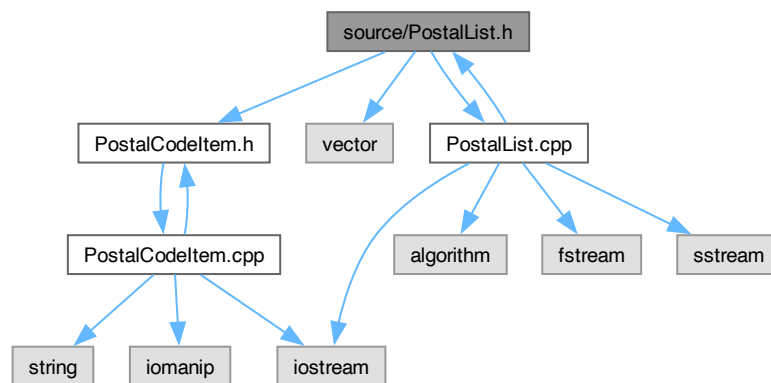 source/PostalList.h
PostalCodeItem.h
vector
PostalList.cpp
PostalCodeItem.cpp
algorithm
fstream
sstream
string
iomanip
iostream